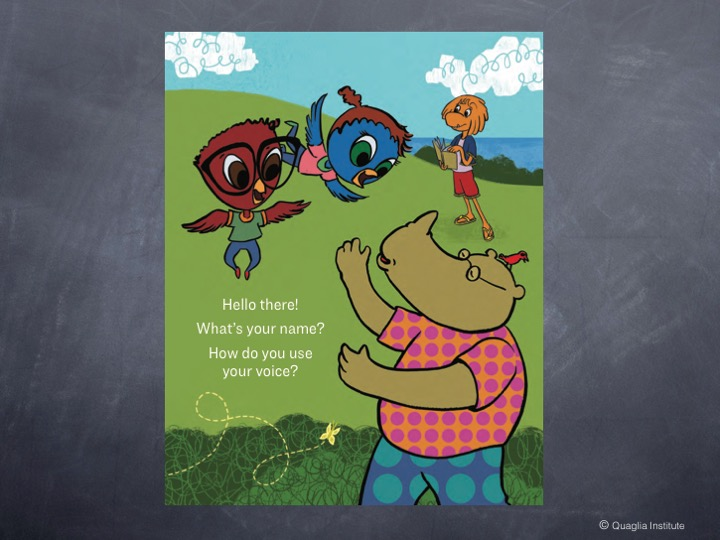 Hello there!
What's your name?
How do you use
your voice?
© Quaglia Institute